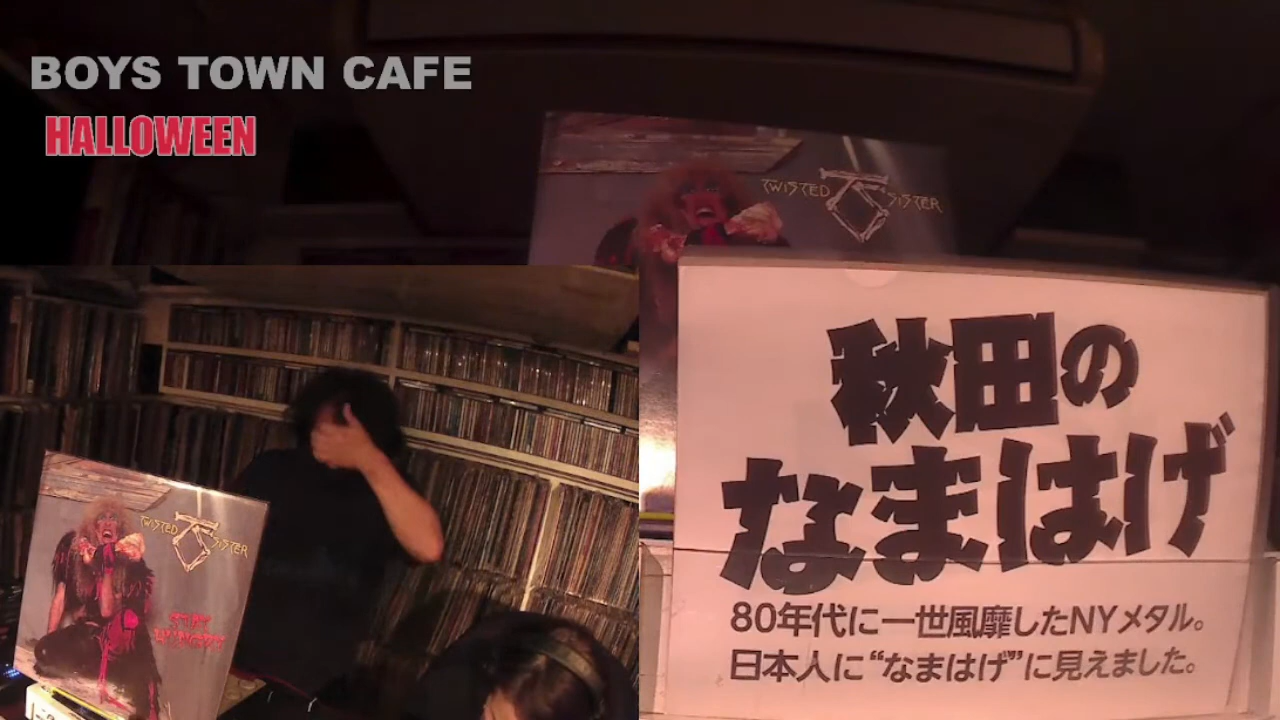 BOYS TOWN CAFE
HALLOWEEN
TWISTED SISTER
秋田の
なまはげ
80年代に一世風靡したNYメタル。
日本人に“なまはげ”に見えました。
TWISTED SISTER
STAY
HUNGRY